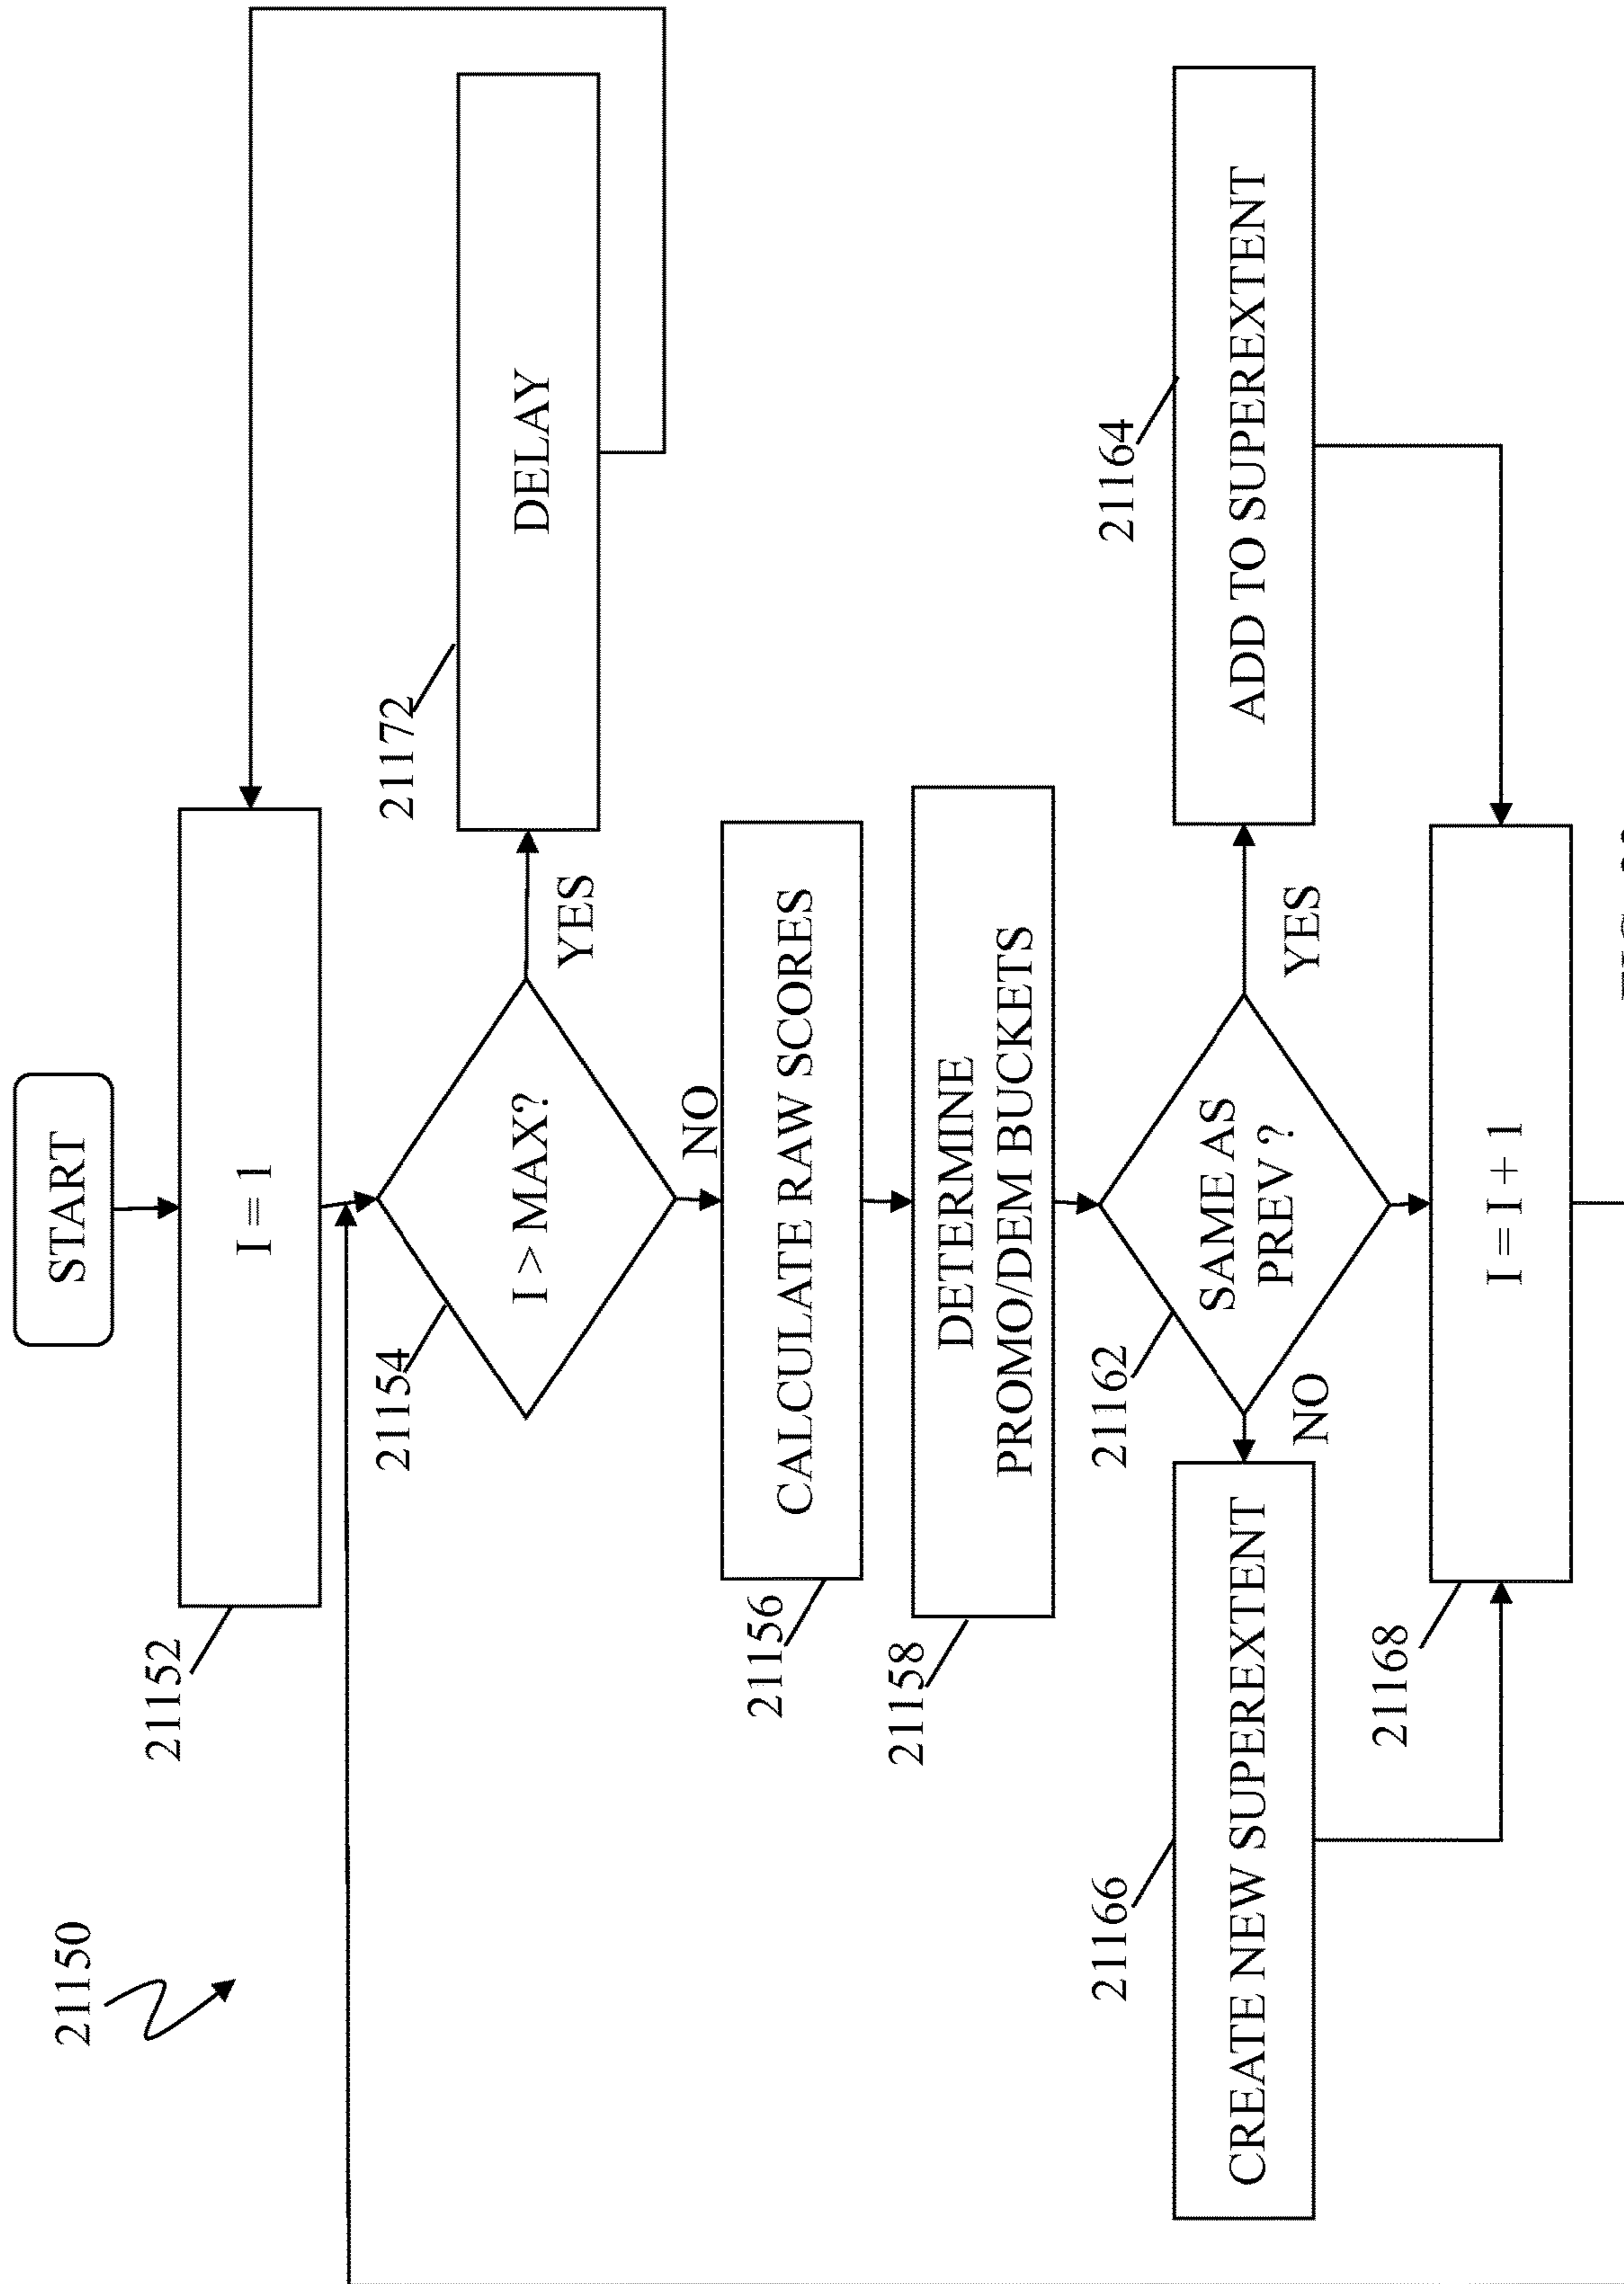 21150
START
21152
I = 1
21154
I > MAX?
YES
21172
DELAY
NO
21156
CALCULATE RAW SCORES
21158
DETERMINE
PROMO/DEM BUCKETS
21162
SAME AS
PREV ?
YES
21164
ADD TO SUPEREXTENT
NO
21166
CREATE NEW SUPEREXTENT
21168
I = I + 1